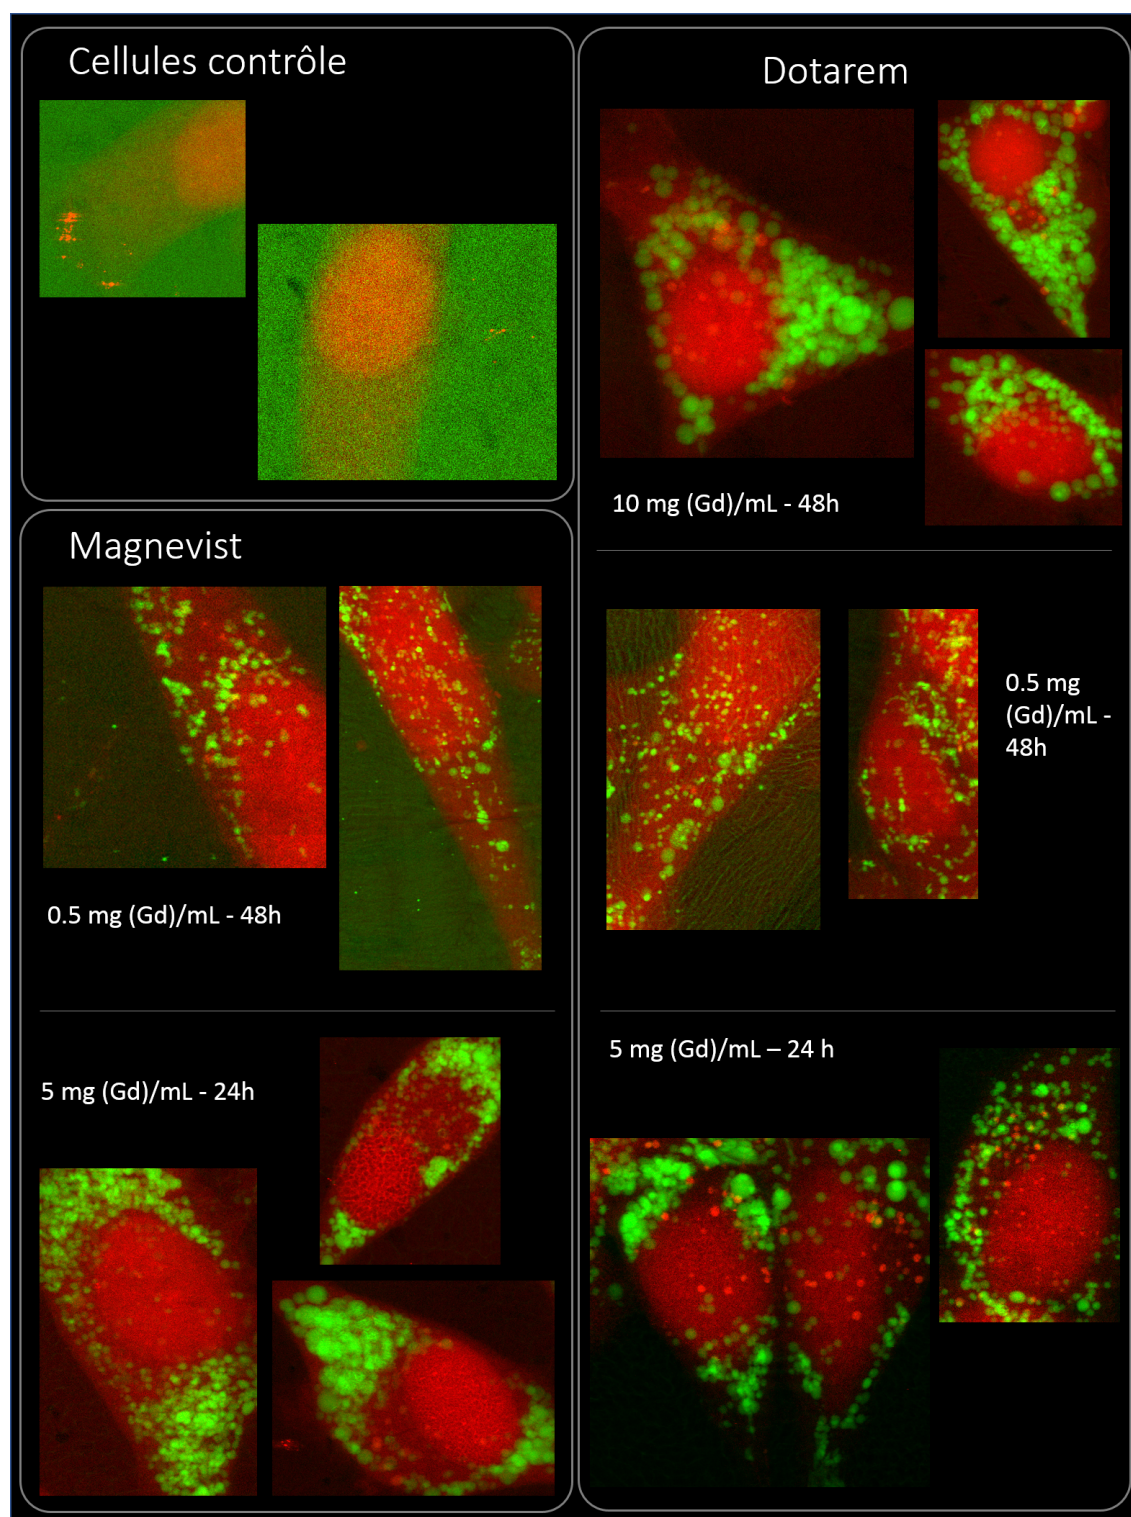 Cellules contrôle
Dotarem
10 mg (Gd)/mL - 48h
Magnevist
0.5 mg
(Gd)/mL -
48h
0.5 mg (Gd)/mL - 48h
5 mg (Gd)/mL – 24 h
5 mg (Gd)/mL - 24h